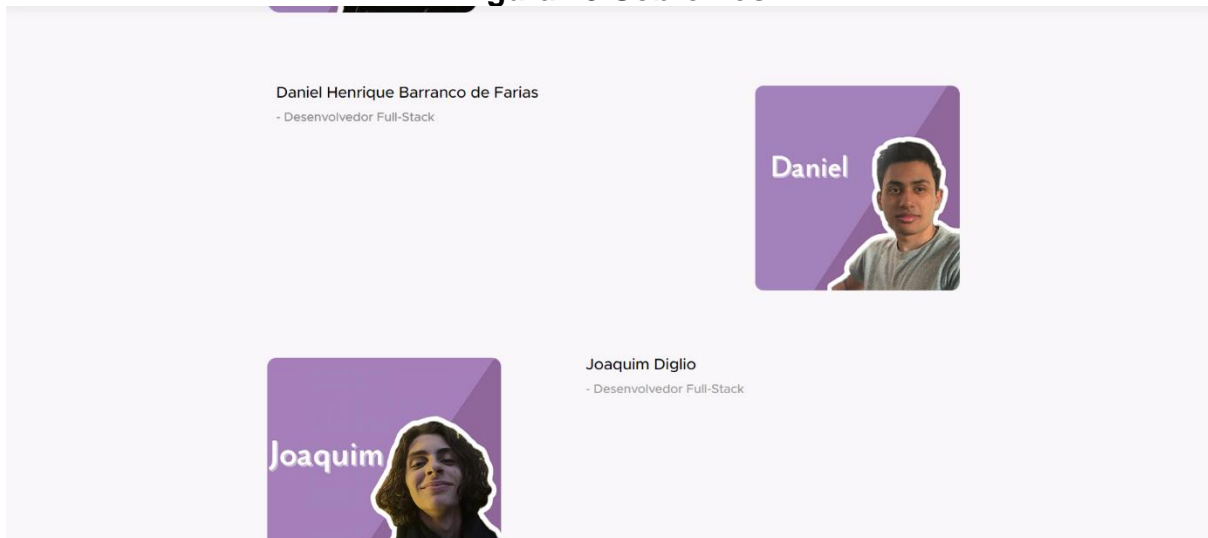 Daniel Henrique Barranco de Farias
- Desenvolvedor Full-Stack
Daniel
Joaquim Diglio
- Desenvolvedor Full-Stack
Joaquim